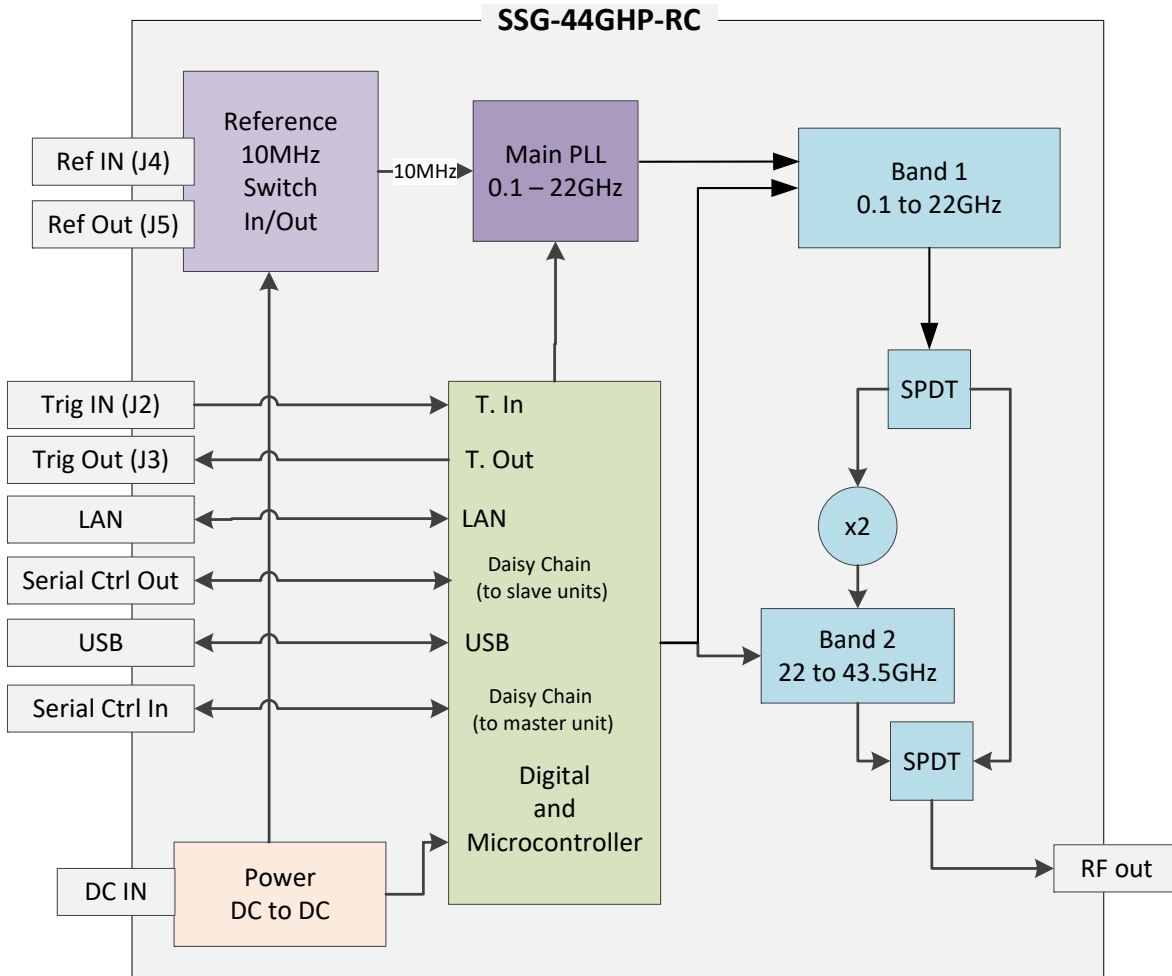 SSG-44GHP-RC
Ref IN (J4)
Ref Out (J5)
Reference
10MHz
Switch
In/Out
10MHz
Main PLL
0.1 – 22GHz
Band 1
0.1 to 22GHz
SPDT
x2
Band 2
22 to 43.5GHz
SPDT
RF out
Trig IN (J2)
Trig Out (J3)
LAN
Serial Ctrl Out
USB
Serial Ctrl In
T. In
T. Out
LAN
Daisy Chain
(to slave units)
USB
Daisy Chain
(to master unit)
Digital
and
Microcontroller
DC IN
Power
DC to DC